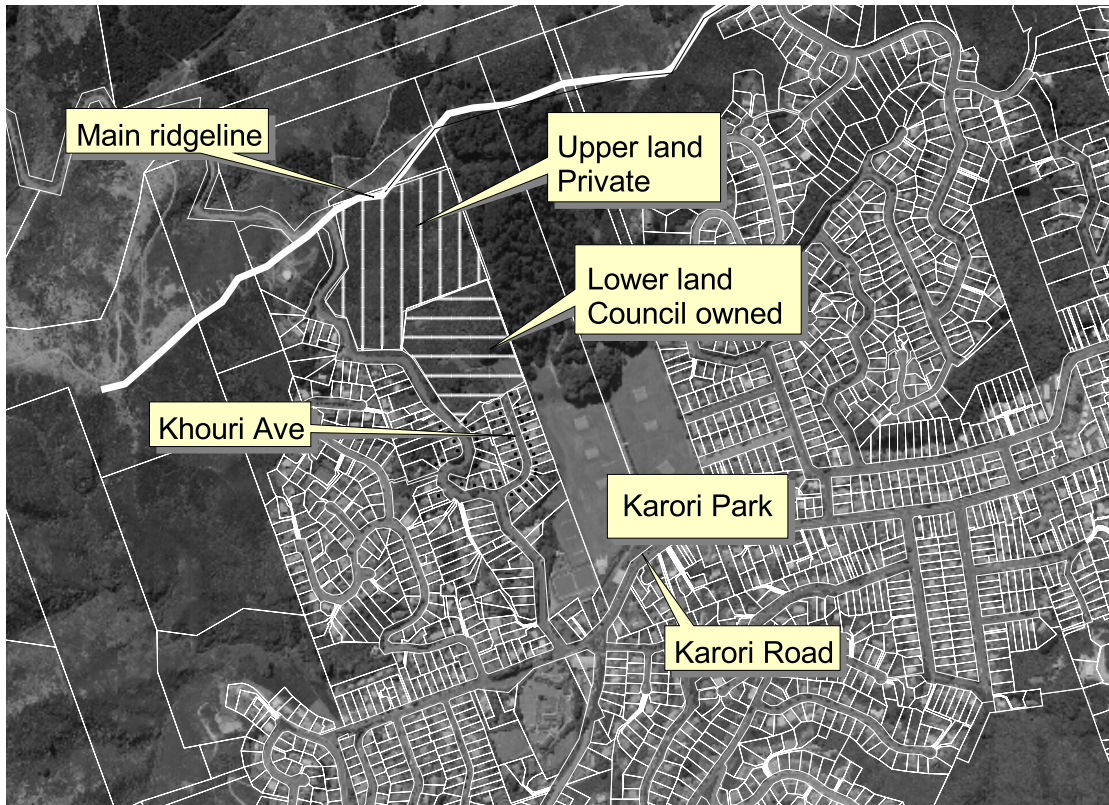 Main ridgeline
Upper land
Private
Lower land
Council owned
Khouri Ave
Karori Park
Karori Road